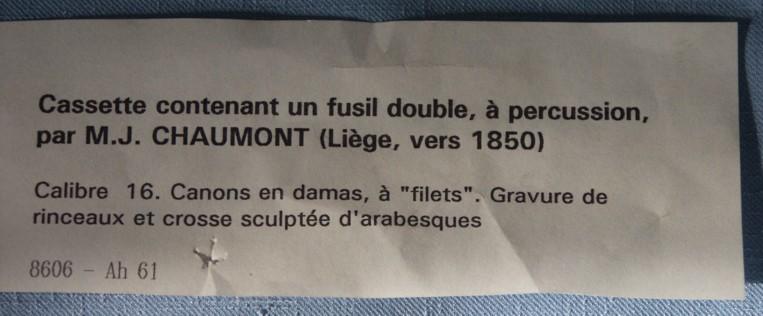 Cassette contenant un fusil double, à percussion,
par M.J. CHAUMONT (Liège, vers 1850)
Calibre 16. Canons en damas, à "filets". Gravure de
rinceaux et crosse sculptée d'arabesques
8606 - Ah 61